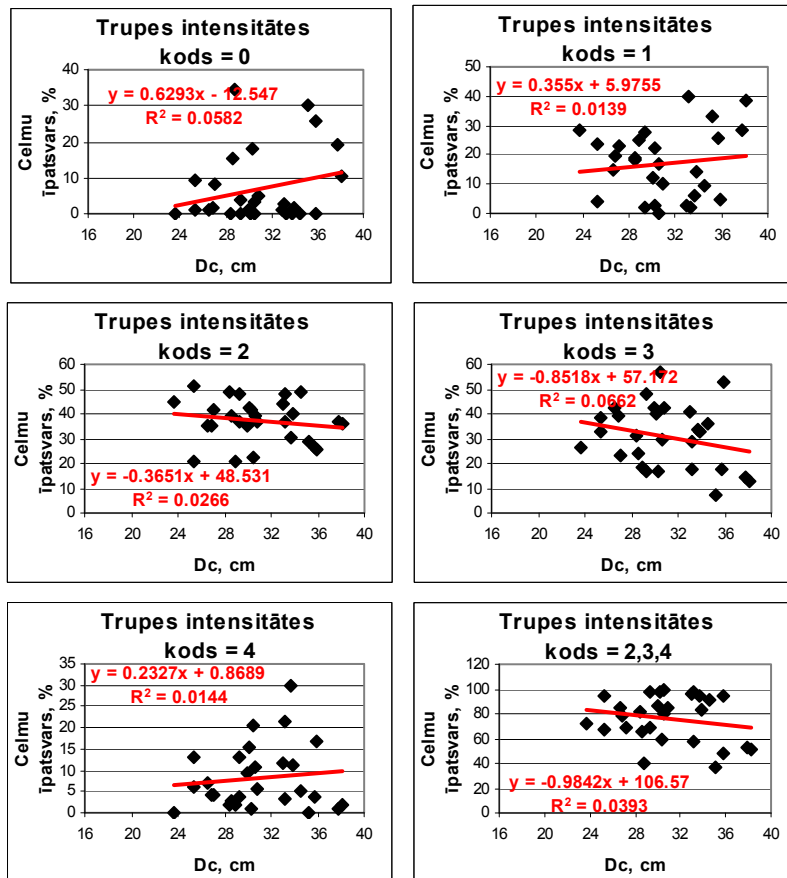 Trupes intensitātes
kods = 0
Celmu
īpatsvars, %
40
30
20
10
0
y = 0.6293x - 12.547
R² = 0.0582
16 20 24 28 32 36 40
Dc, cm
Trupes intensitātes
kods = 1
Celmu
īpatsvars, %
50
40
30
20
10
0
y = 0.355x + 5.9755
R² = 0.0139
16 20 24 28 32 36 40
Dc, cm
Trupes intensitātes
kods = 2
Celmu
īpatsvars, %
60
50
40
30
20
10
0
y = -0.3651x + 48.531
R² = 0.0266
16 20 24 28 32 36 40
Dc, cm
Trupes intensitātes
kods = 3
Celmu
īpatsvars, %
60
50
40
30
20
10
0
y = -0.8518x + 57.172
R² = 0.0662
16 20 24 28 32 36 40
Dc, cm
Trupes intensitātes
kods = 4
Celmu
īpatsvars, %
35
30
25
20
15
10
5
0
y = 0.2327x + 0.8689
R² = 0.0144
16 20 24 28 32 36 40
Dc, cm
Trupes intensitātes
kods = 2,3,4
Celmu
īpatsvars, %
120
100
80
60
40
20
0
y = -0.9842x + 106.57
R² = 0.0393
16 20 24 28 32 36 40
Dc, cm